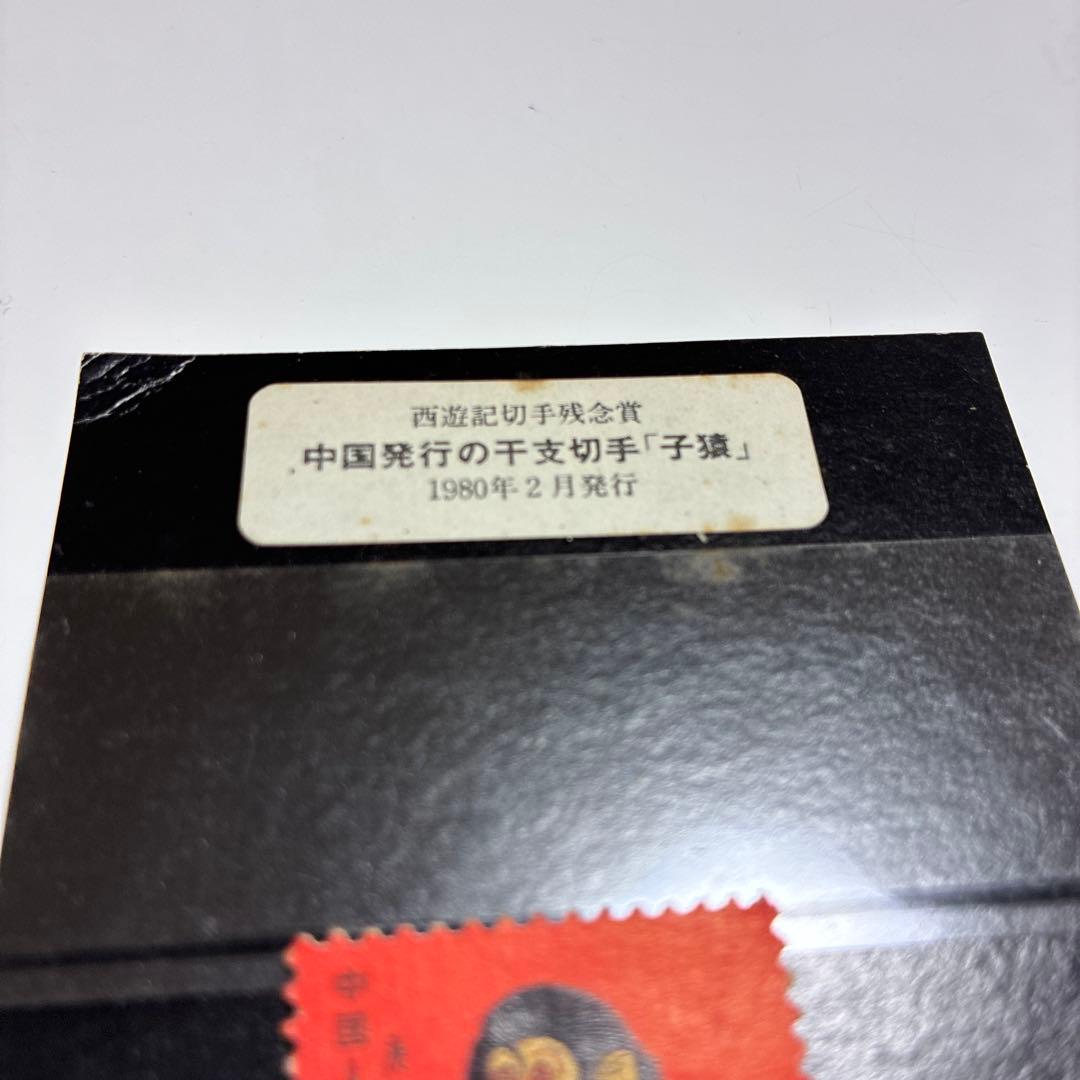 西遊記切手残念賞
中国発行の干支切手「子猿」
1980年2月発行
中国人